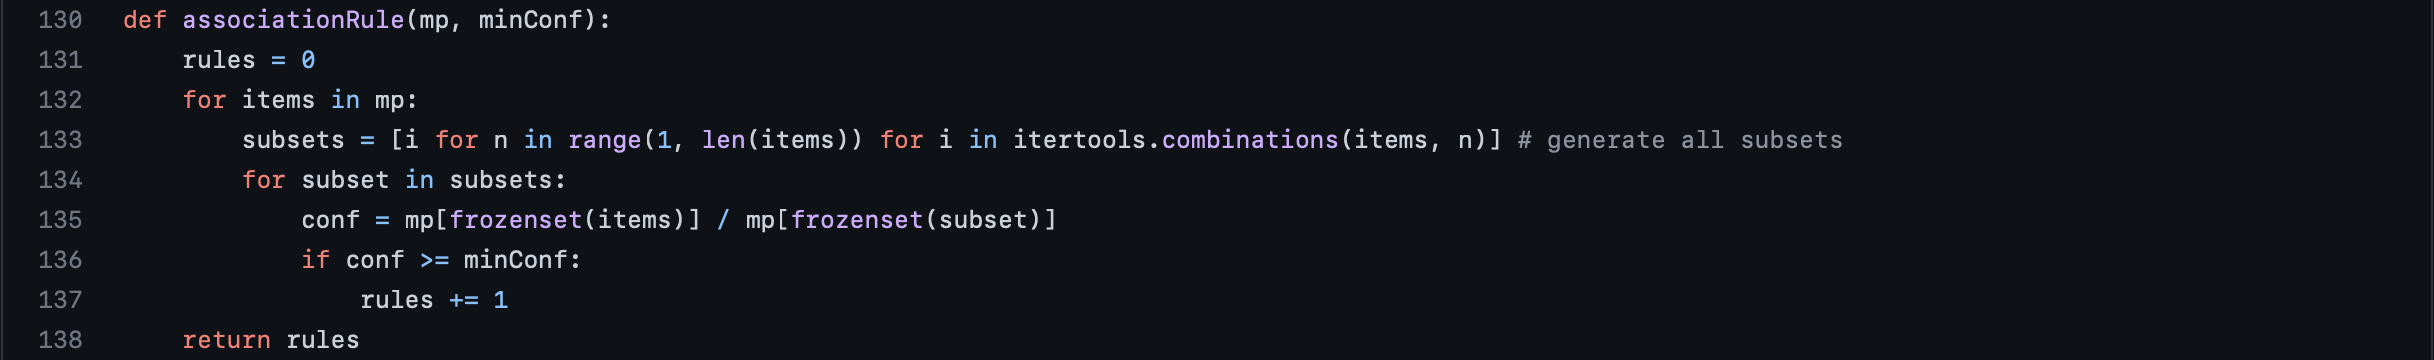 130 def associationRule(mp, minConf):
131     rules = 0
132     for items in mp:
133         subsets = [i for n in range(1, len(items)) for i in itertools.combinations(items, n)] # generate all subsets
134         for subset in subsets:
135             conf = mp[frozenset(items)] / mp[frozenset(subset)]
136             if conf >= minConf:
137                 rules += 1
138     return rules